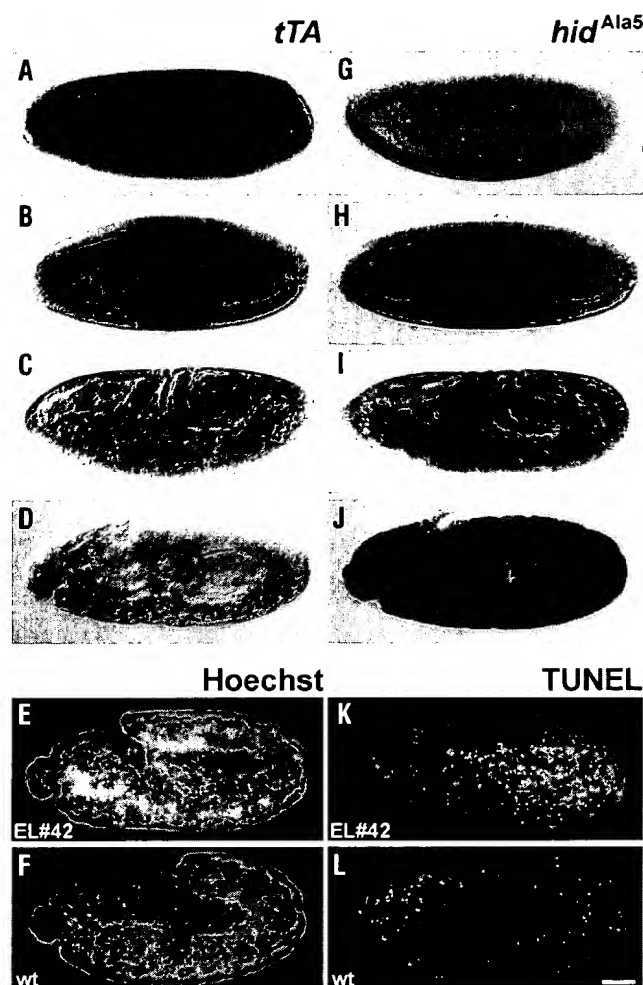 tTA hid^Ala5
A G
B H
C I
D J
Hoechst TUNEL
E K
EL#42 EL#42
F L
wt wt